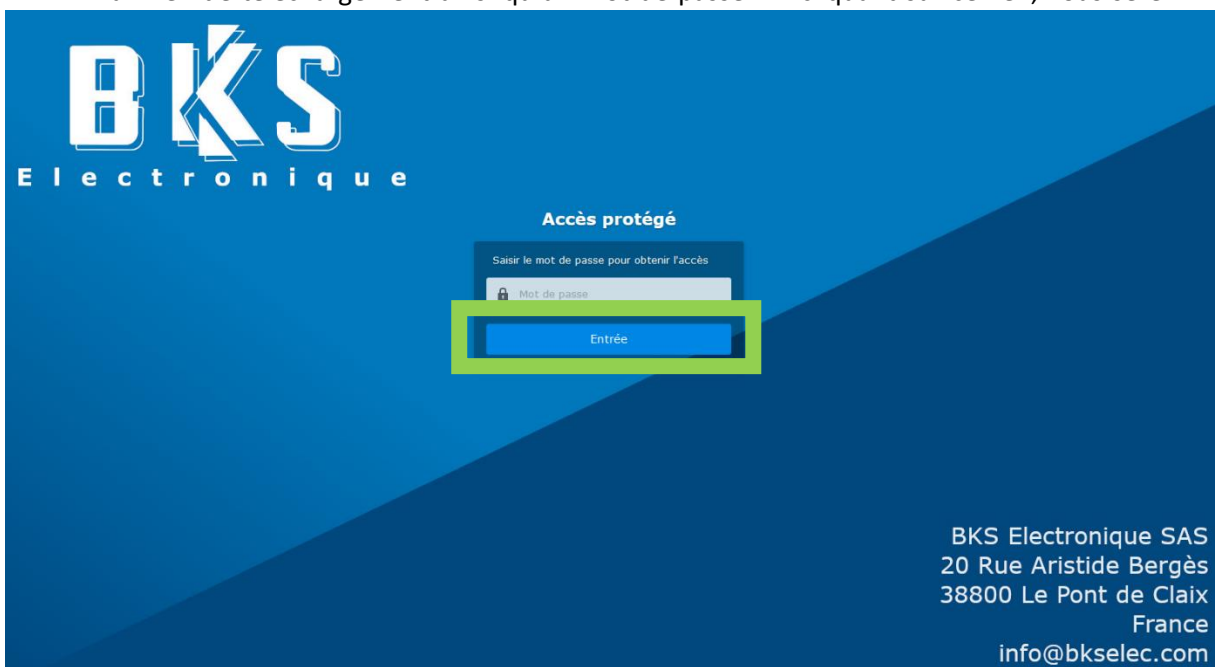 BKS
Electronique
Accès protégé
Saisir le mot de passe pour obtenir l'accès
Mot de passe
Entrée
BKS Electronique SAS
20 Rue Aristide Bergès
38800 Le Pont de Claix
France
info@bkselec.com